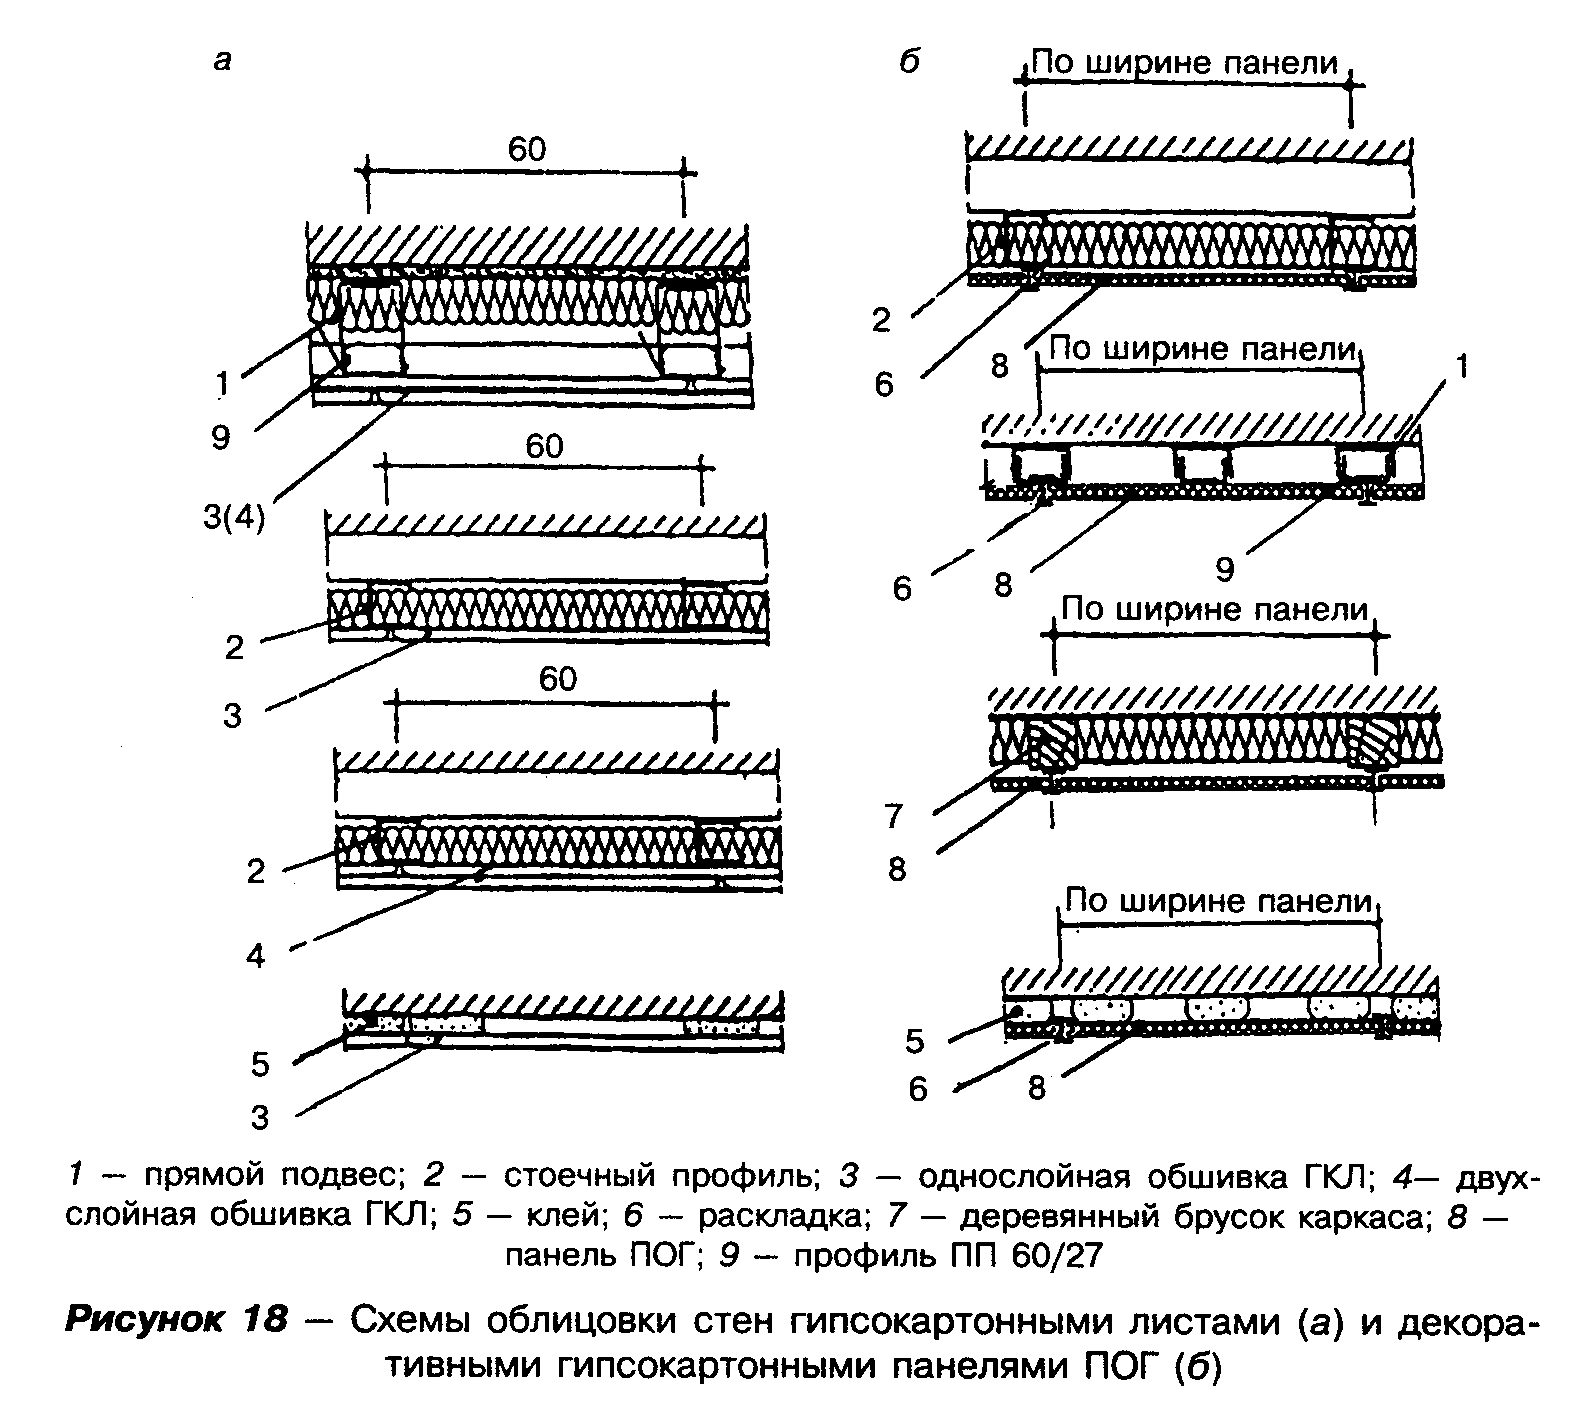 а
60
1
9
60
3(4)
2
3
60
2
4
5
3
б
По ширине панели
2
6
8
По ширине панели
1
6
8
9
По ширине панели
7
8
По ширине панели
5
6
8
1 — прямой подвес; 2 — стоечный профиль; 3 — однослойная обшивка ГКЛ; 4— двух-
слойная обшивка ГКЛ; 5 — клей; 6 — раскладка; 7 — деревянный брусок каркаса; 8 —
панель ПОГ; 9 — профиль ПП 60/27
Рисунок 18 — Схемы облицовки стен гипсокартонными листами (а) и декора-
тивными гипсокартонными панелями ПОГ (б)